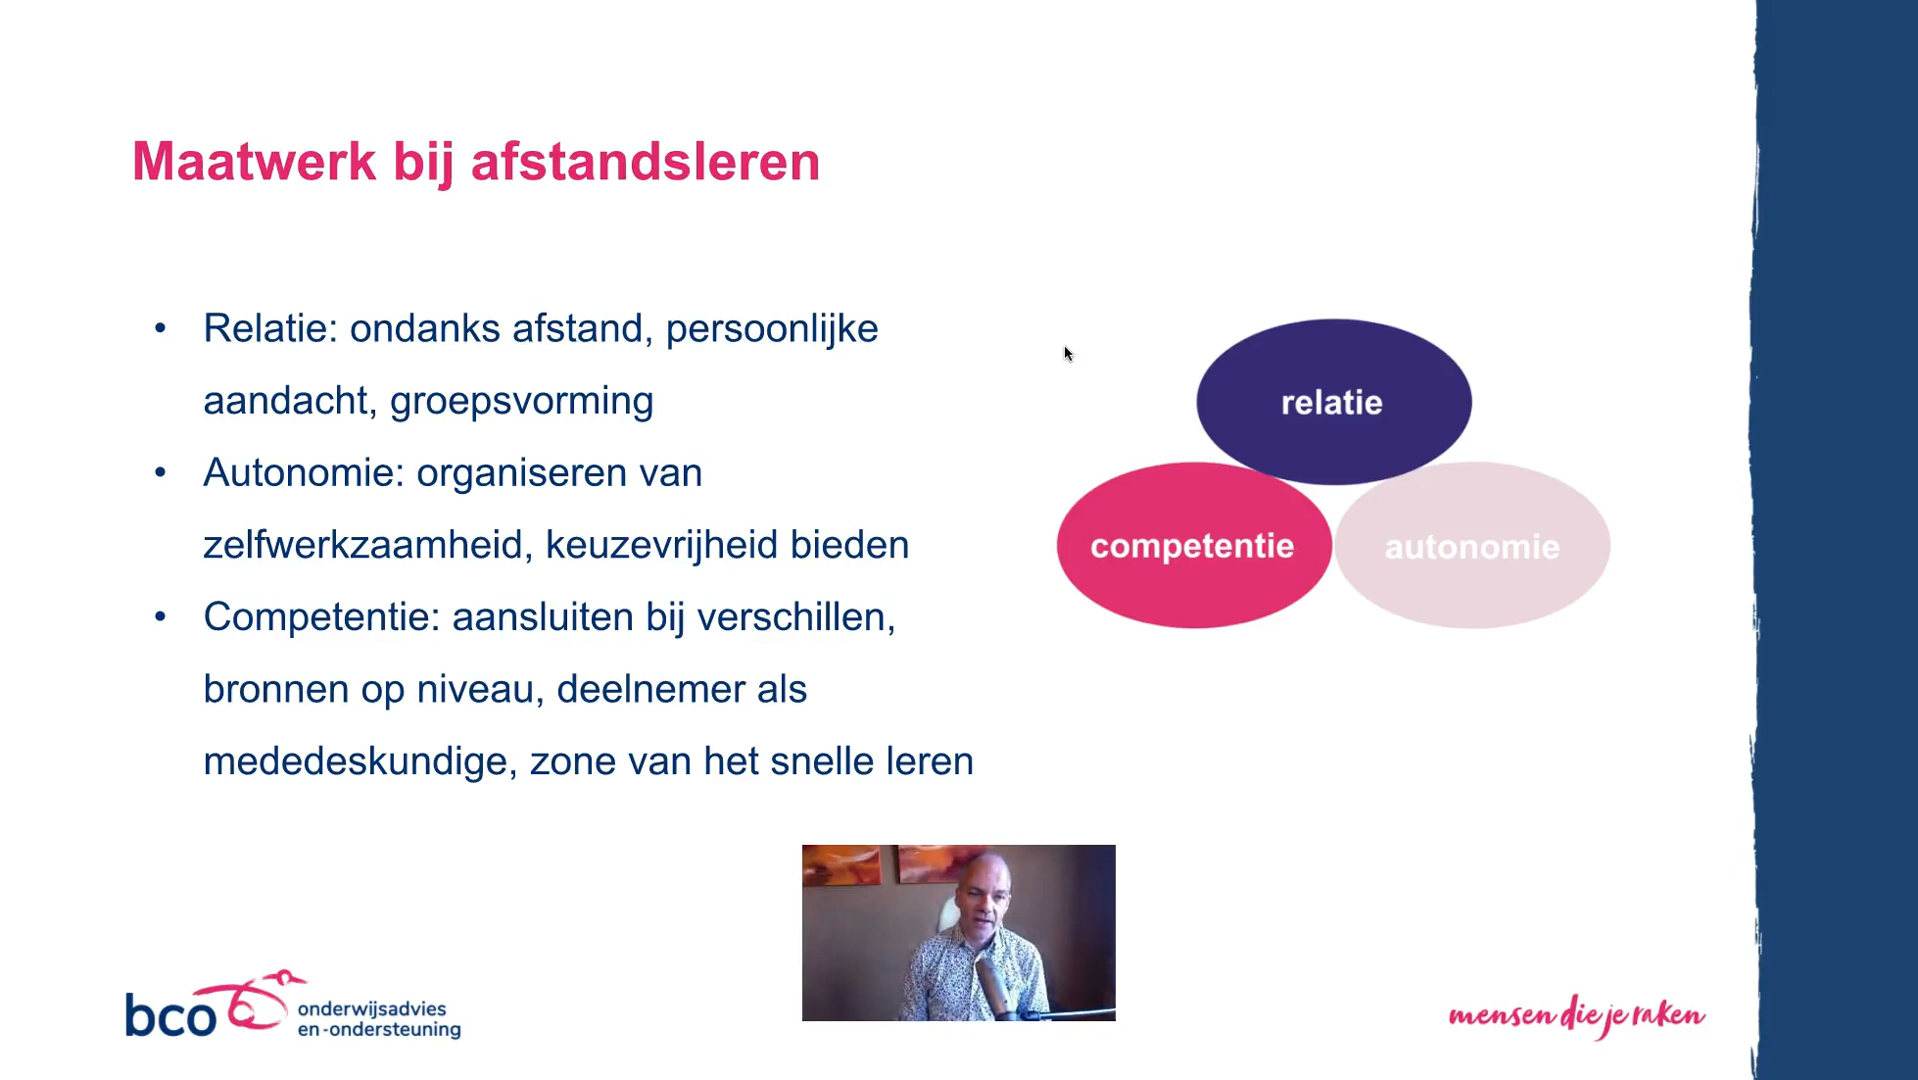 Maatwerk bij afstandsleren
• Relatie: ondanks afstand, persoonlijke
aandacht, groepsvorming
• Autonomie: organiseren van
zelfwerkzaamheid, keuzevrijheid bieden
• Competentie: aansluiten bij verschillen,
bronnen op niveau, deelnemer als
mededeskundige, zone van het snelle leren
relatie
competentie
autonomie
bco
onderwijsadvies
en-ondersteuning
mensen die je raken